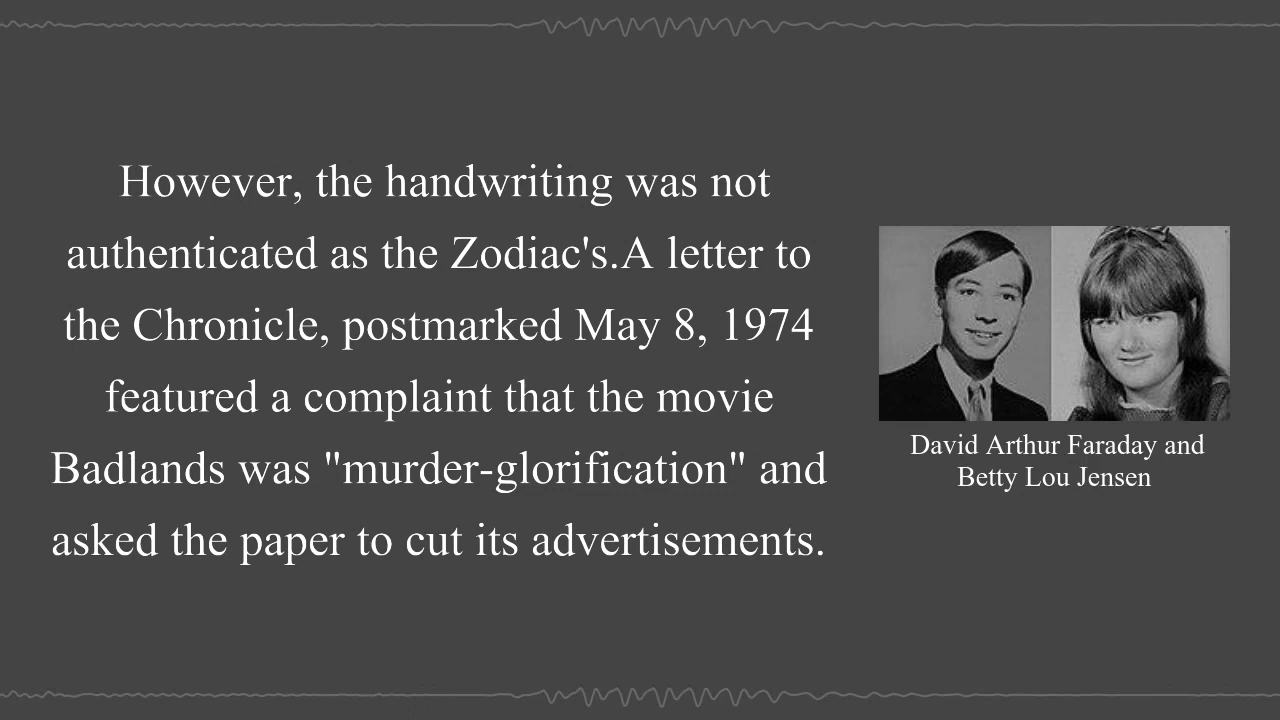 However, the handwriting was not
authenticated as the Zodiac's.A letter to
the Chronicle, postmarked May 8, 1974
featured a complaint that the movie
Badlands was "murder-glorification" and
asked the paper to cut its advertisements.
David Arthur Faraday and
Betty Lou Jensen